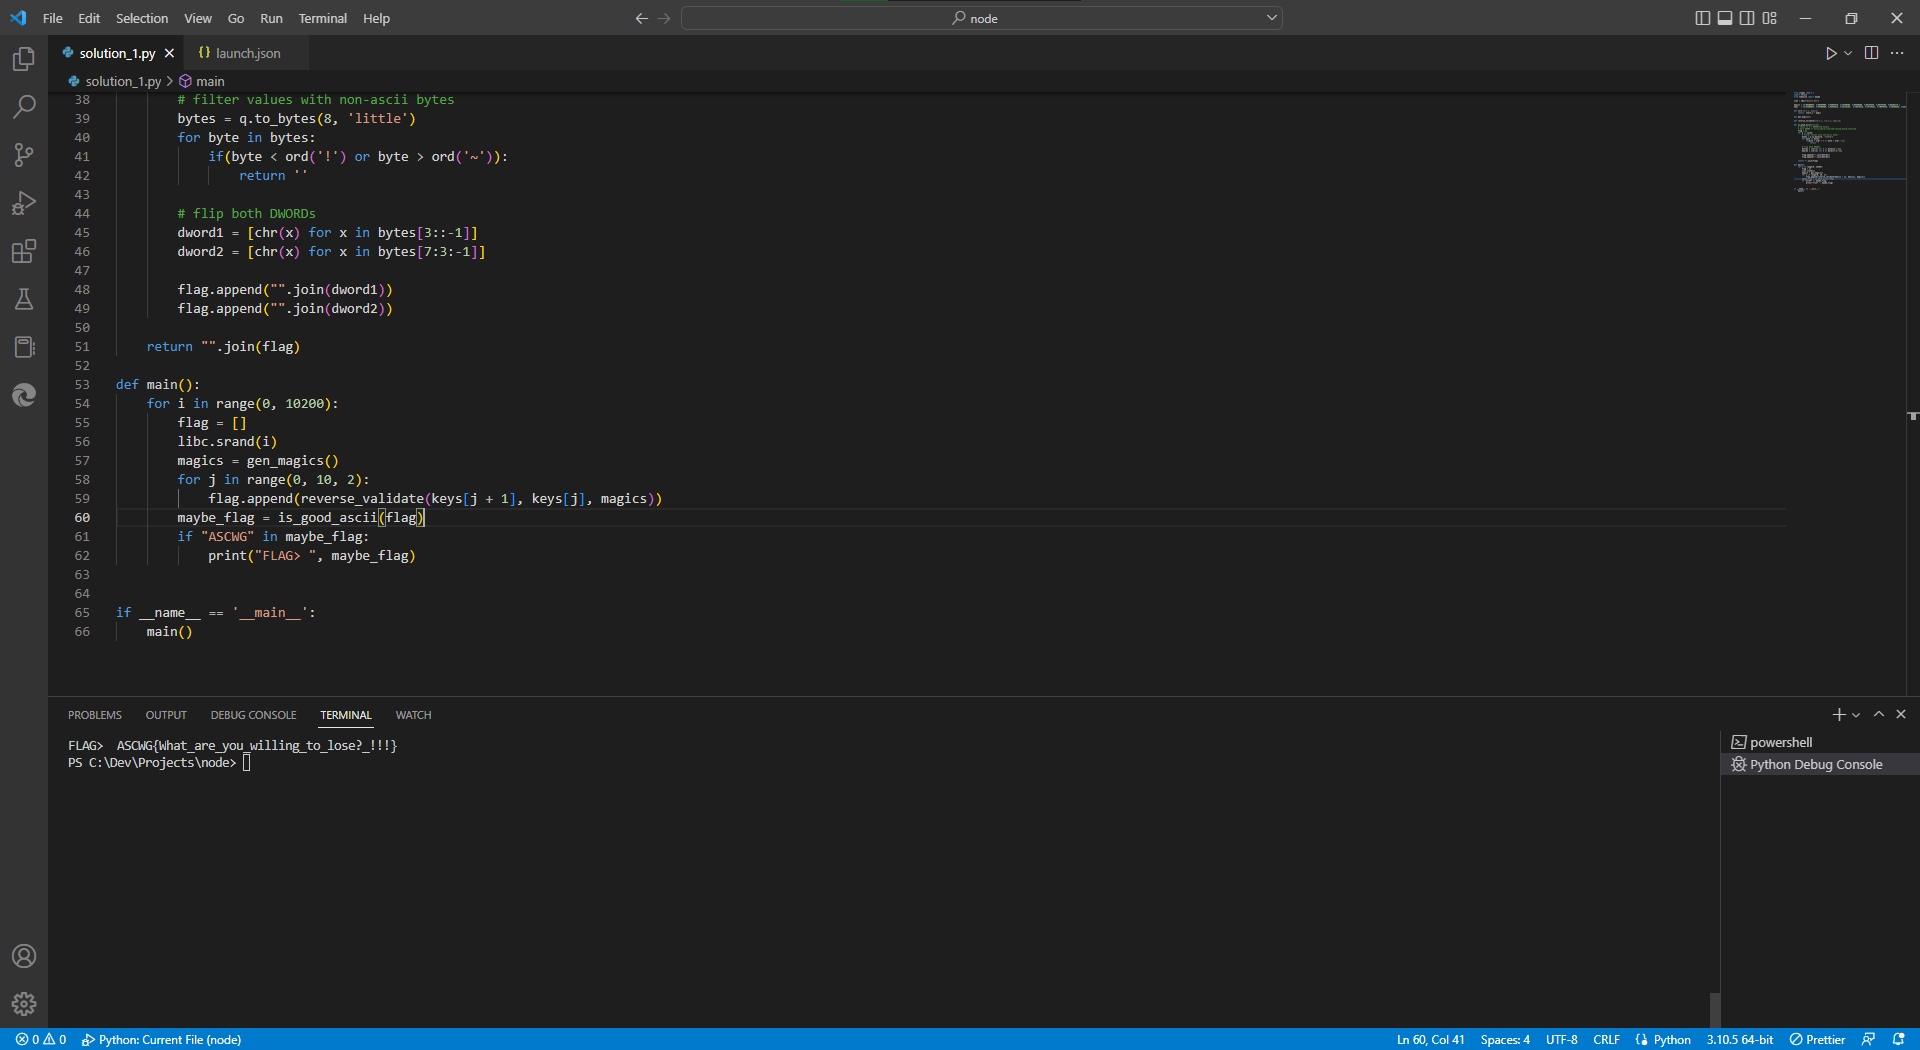 File Edit Selection View Go Run Terminal Help
node
solution_1.py
launch.json
solution_1.py > main
38 # filter values with non-ascii bytes
39 bytes = q.to_bytes(8, 'little')
40 for byte in bytes:
41 if(byte < ord('!') or byte > ord('~')):
42 return ''
43
44 # flip both DWORDs
45 dword1 = [chr(x) for x in bytes[3::-1]]
46 dword2 = [chr(x) for x in bytes[7:3:-1]]
47
48 flag.append("".join(dword1))
49 flag.append("".join(dword2))
50
51 return "".join(flag)
52
53 def main():
54 for i in range(0, 10200):
55 flag = []
56 libc.srand(i)
57 magics = gen_magics()
58 for j in range(0, 10, 2):
59 flag.append(reverse_validate(keys[j + 1], keys[j], magics))
60 maybe_flag = is_good_ascii(flag)
61 if "ASCWG" in maybe_flag:
62 print("FLAG> ", maybe_flag)
63
64
65 if __name__ == '__main__':
66 main()
PROBLEMS OUTPUT DEBUG CONSOLE TERMINAL WATCH
FLAG>  ASCWG{What_are_you_willing_to_lose?_!!!}
PS C:\Dev\Projects\node>
powershell
Python Debug Console
0 0 Python: Current File (node)
Ln 60, Col 41 Spaces: 4 UTF-8 CRLF Python 3.10.5 64-bit Prettier